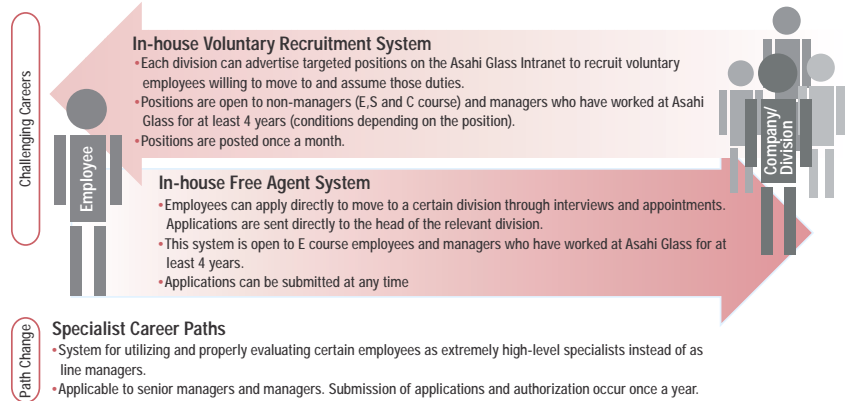 Challenging Careers
In-house Voluntary Recruitment System
•Each division can advertise targeted positions on the Asahi Glass Intranet to recruit voluntary
employees willing to move to and assume those duties.
•Positions are open to non-managers (E,S and C course) and managers who have worked at Asahi
Glass for at least 4 years (conditions depending on the position).
•Positions are posted once a month.
Employee
Company/
Division
In-house Free Agent System
•Employees can apply directly to move to a certain division through interviews and appointments.
Applications are sent directly to the head of the relevant division.
•This system is open to E course employees and managers who have worked at Asahi Glass for at
least 4 years.
•Applications can be submitted at any time
Path Change
Specialist Career Paths
•System for utilizing and properly evaluating certain employees as extremely high-level specialists instead of as
line managers.
•Applicable to senior managers and managers. Submission of applications and authorization occur once a year.